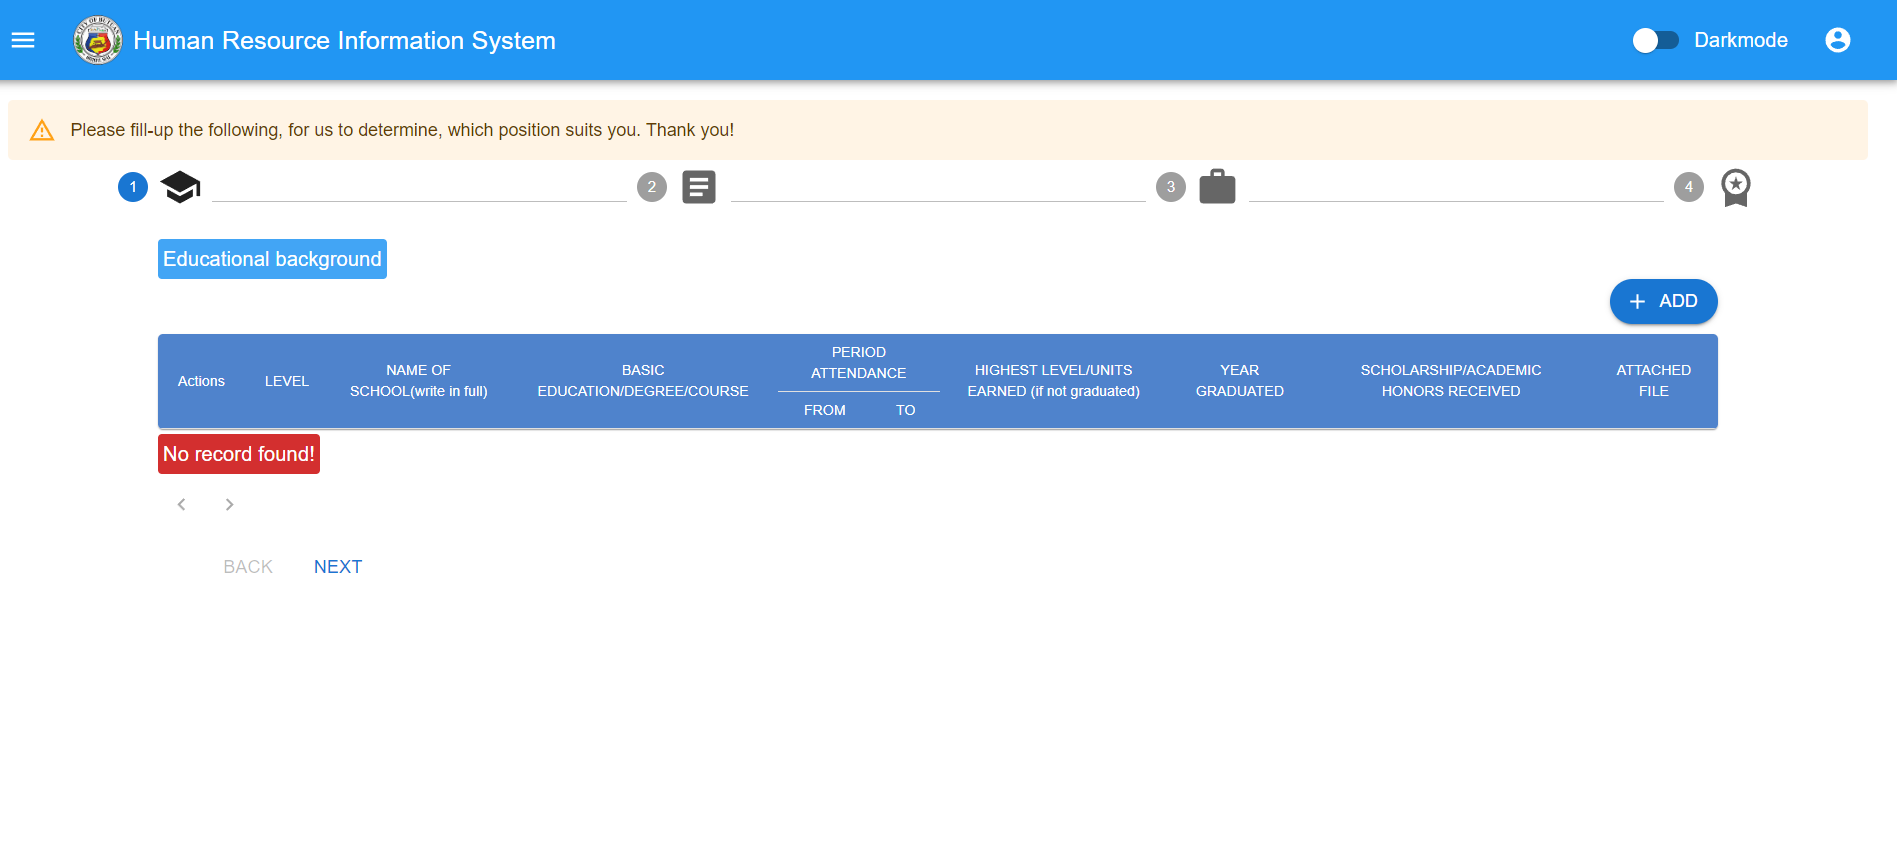 Human Resource Information System
Darkmode
Please fill-up the following, for us to determine, which position suits you. Thank you!
1
2
3
4
Educational background
ADD
Actions
LEVEL
NAME OF
SCHOOL(write in full)
BASIC
EDUCATION/DEGREE/COURSE
PERIOD
ATTENDANCE
FROM
TO
HIGHEST LEVEL/UNITS
EARNED (if not graduated)
YEAR
GRADUATED
SCHOLARSHIP/ACADEMIC
HONORS RECEIVED
ATTACHED
FILE
No record found!
BACK
NEXT